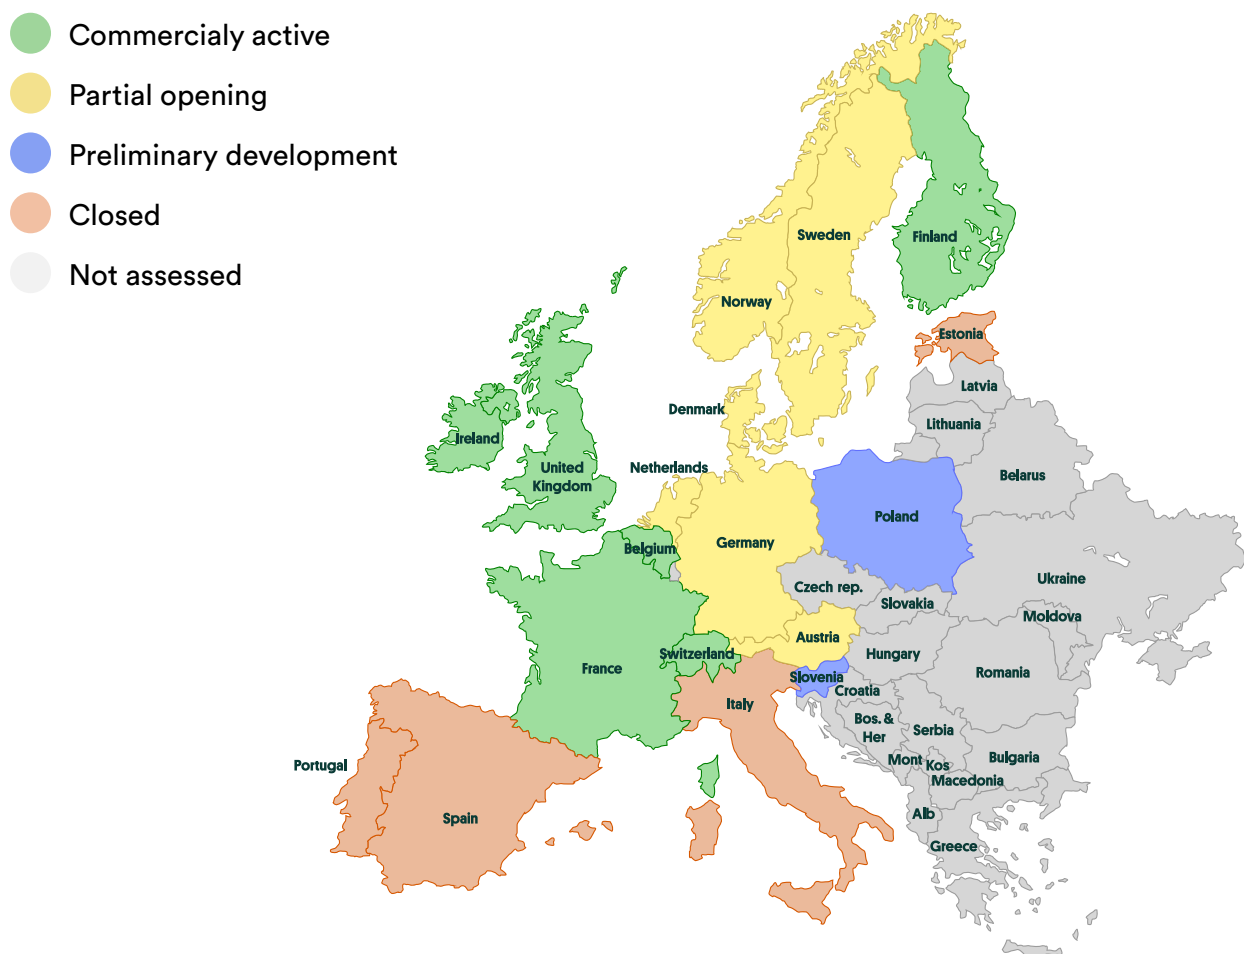 Commercialy active
Partial opening
Preliminary development
Closed
Not assessed
Sweden
Finland
Norway
Estonia
Latvia
Denmark
Lithuania
Ireland
United
Kingdom
Netherlands
Belarus
Poland
Germany
Belgium
Ukraine
Czech rep.
Slovakia
Moldova
Austria
Switzerland
Hungary
France
Romania
Slovenia
Croatia
Italy
Bos. &
Her
Serbia
Portugal
Mont
Kos
Bulgaria
Macedonia
Spain
Alb
Greece